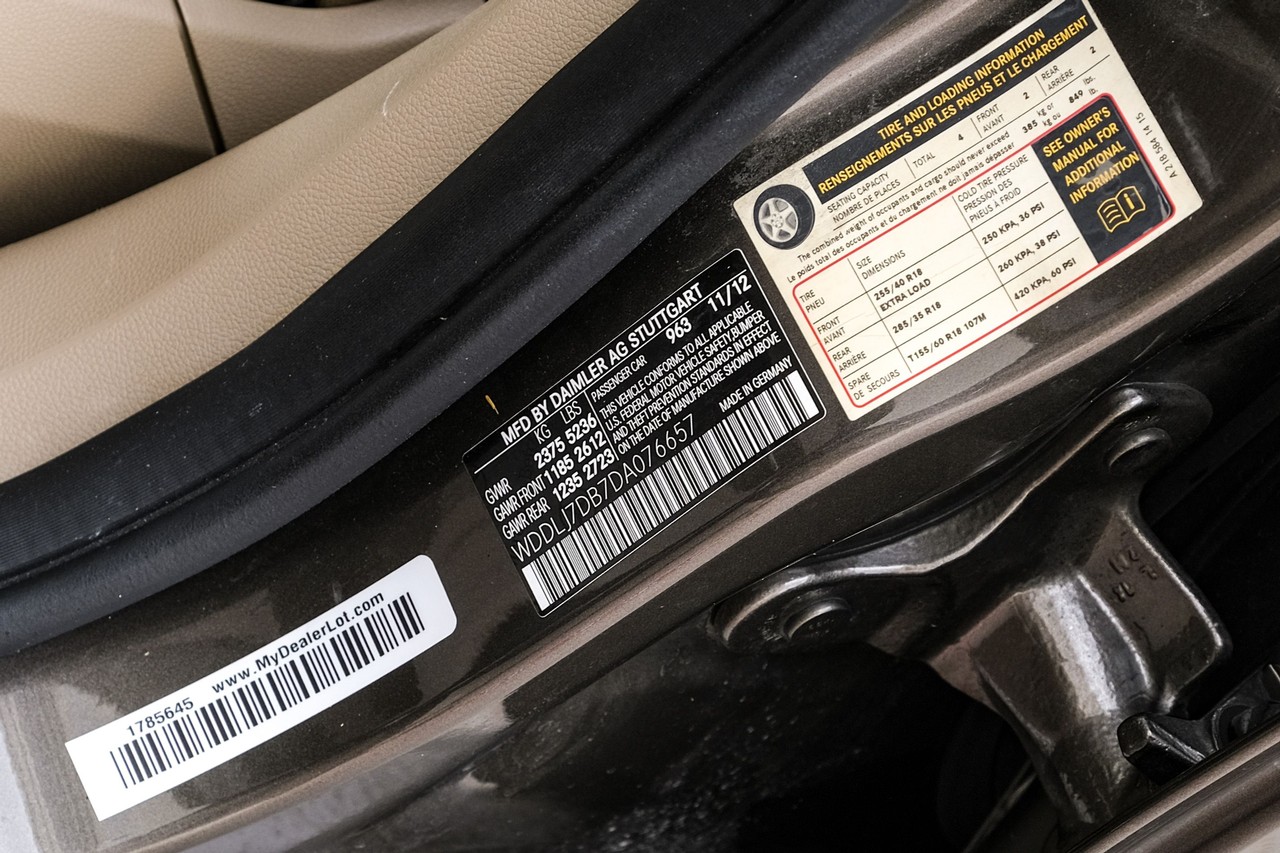 TIRE AND LOADING INFORMATION
RENSEIGNEMENTS SUR LES PNEUS ET LE CHARGEMENT
SEATING CAPACITY
NOMBRE DE PLACES
TOTAL 4
FRONT
AVANT
2
REAR
ARRIÈRE
2
The combined weight of occupants and cargo should never exceed 385 kg or 849 lbs.
Le poids total des occupants et du chargement ne doit jamais dépasser kg ou lb.
TIRE
PNEU
SIZE
DIMENSIONS
COLD TIRE PRESSURE
PRESSION DES
PNEUS À FROID
FRONT
AVANT
255/40 R18
EXTRA LOAD
250 KPA, 36 PSI
REAR
ARRIÈRE
285/35 R18
260 KPA, 38 PSI
SPARE
DE SECOURS
T155/60 R18 107M
420 KPA, 60 PSI
SEE OWNER'S
MANUAL FOR
ADDITIONAL
INFORMATION
A 218 584 14 15
MFD BY DAIMLER AG STUTTGART
KG LBS
PASSENGER CAR 963 11/12
GVWR 2375 5236
GAWR FRONT 1185 2612
GAWR REAR 1235 2723
THIS VEHICLE CONFORMS TO ALL APPLICABLE
U.S. FEDERAL MOTOR VEHICLE SAFETY, BUMPER
AND THEFT PREVENTION STANDARDS IN EFFECT
ON THE DATE OF MANUFACTURE SHOWN ABOVE
WDDLJ7DB7DA076657
MADE IN GERMANY
1785645 www.MyDealerLot.com